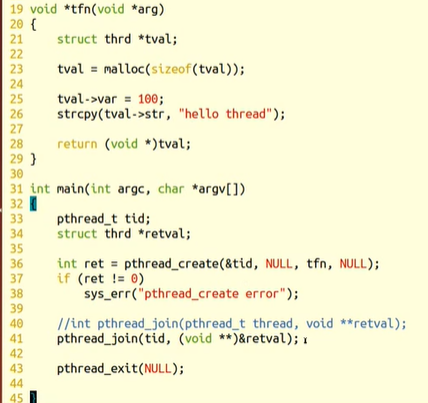 19 void *tfn(void *arg)
20 {
21     struct thrd *tval;
22
23     tval = malloc(sizeof(tval));
24
25     tval->var = 100;
26     strcpy(tval->str, "hello thread");
27
28     return (void *)tval;
29 }
30
31 int main(int argc, char *argv[])
32 {
33     pthread_t tid;
34     struct thrd *retval;
35
36     int ret = pthread_create(&tid, NULL, tfn, NULL);
37     if (ret != 0)
38         sys_err("pthread_create error");
39
40     //int pthread_join(pthread_t thread, void **retval);
41     pthread_join(tid, (void **)&retval);
42
43     pthread_exit(NULL);
44
45 }